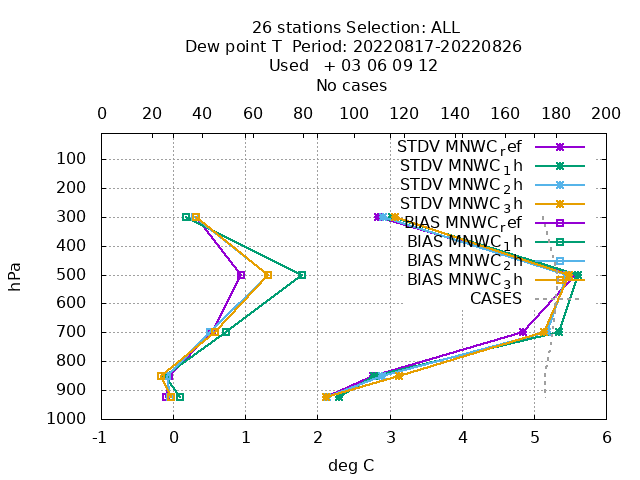 26 stations Selection: ALL
Dew point T  Period: 20220817-20220826
Used   + 03 06 09 12
No cases
0 20 40 60 80 100 120 140 160 180 200
STDV MNWC_ref
STDV MNWC_1h
STDV MNWC_2h
STDV MNWC_3h
BIAS MNWC_ref
BIAS MNWC_1h
BIAS MNWC_2h
BIAS MNWC_3h
CASES
hPa
100
200
300
400
500
600
700
800
900
1000
-1 0 1 2 3 4 5 6
deg C